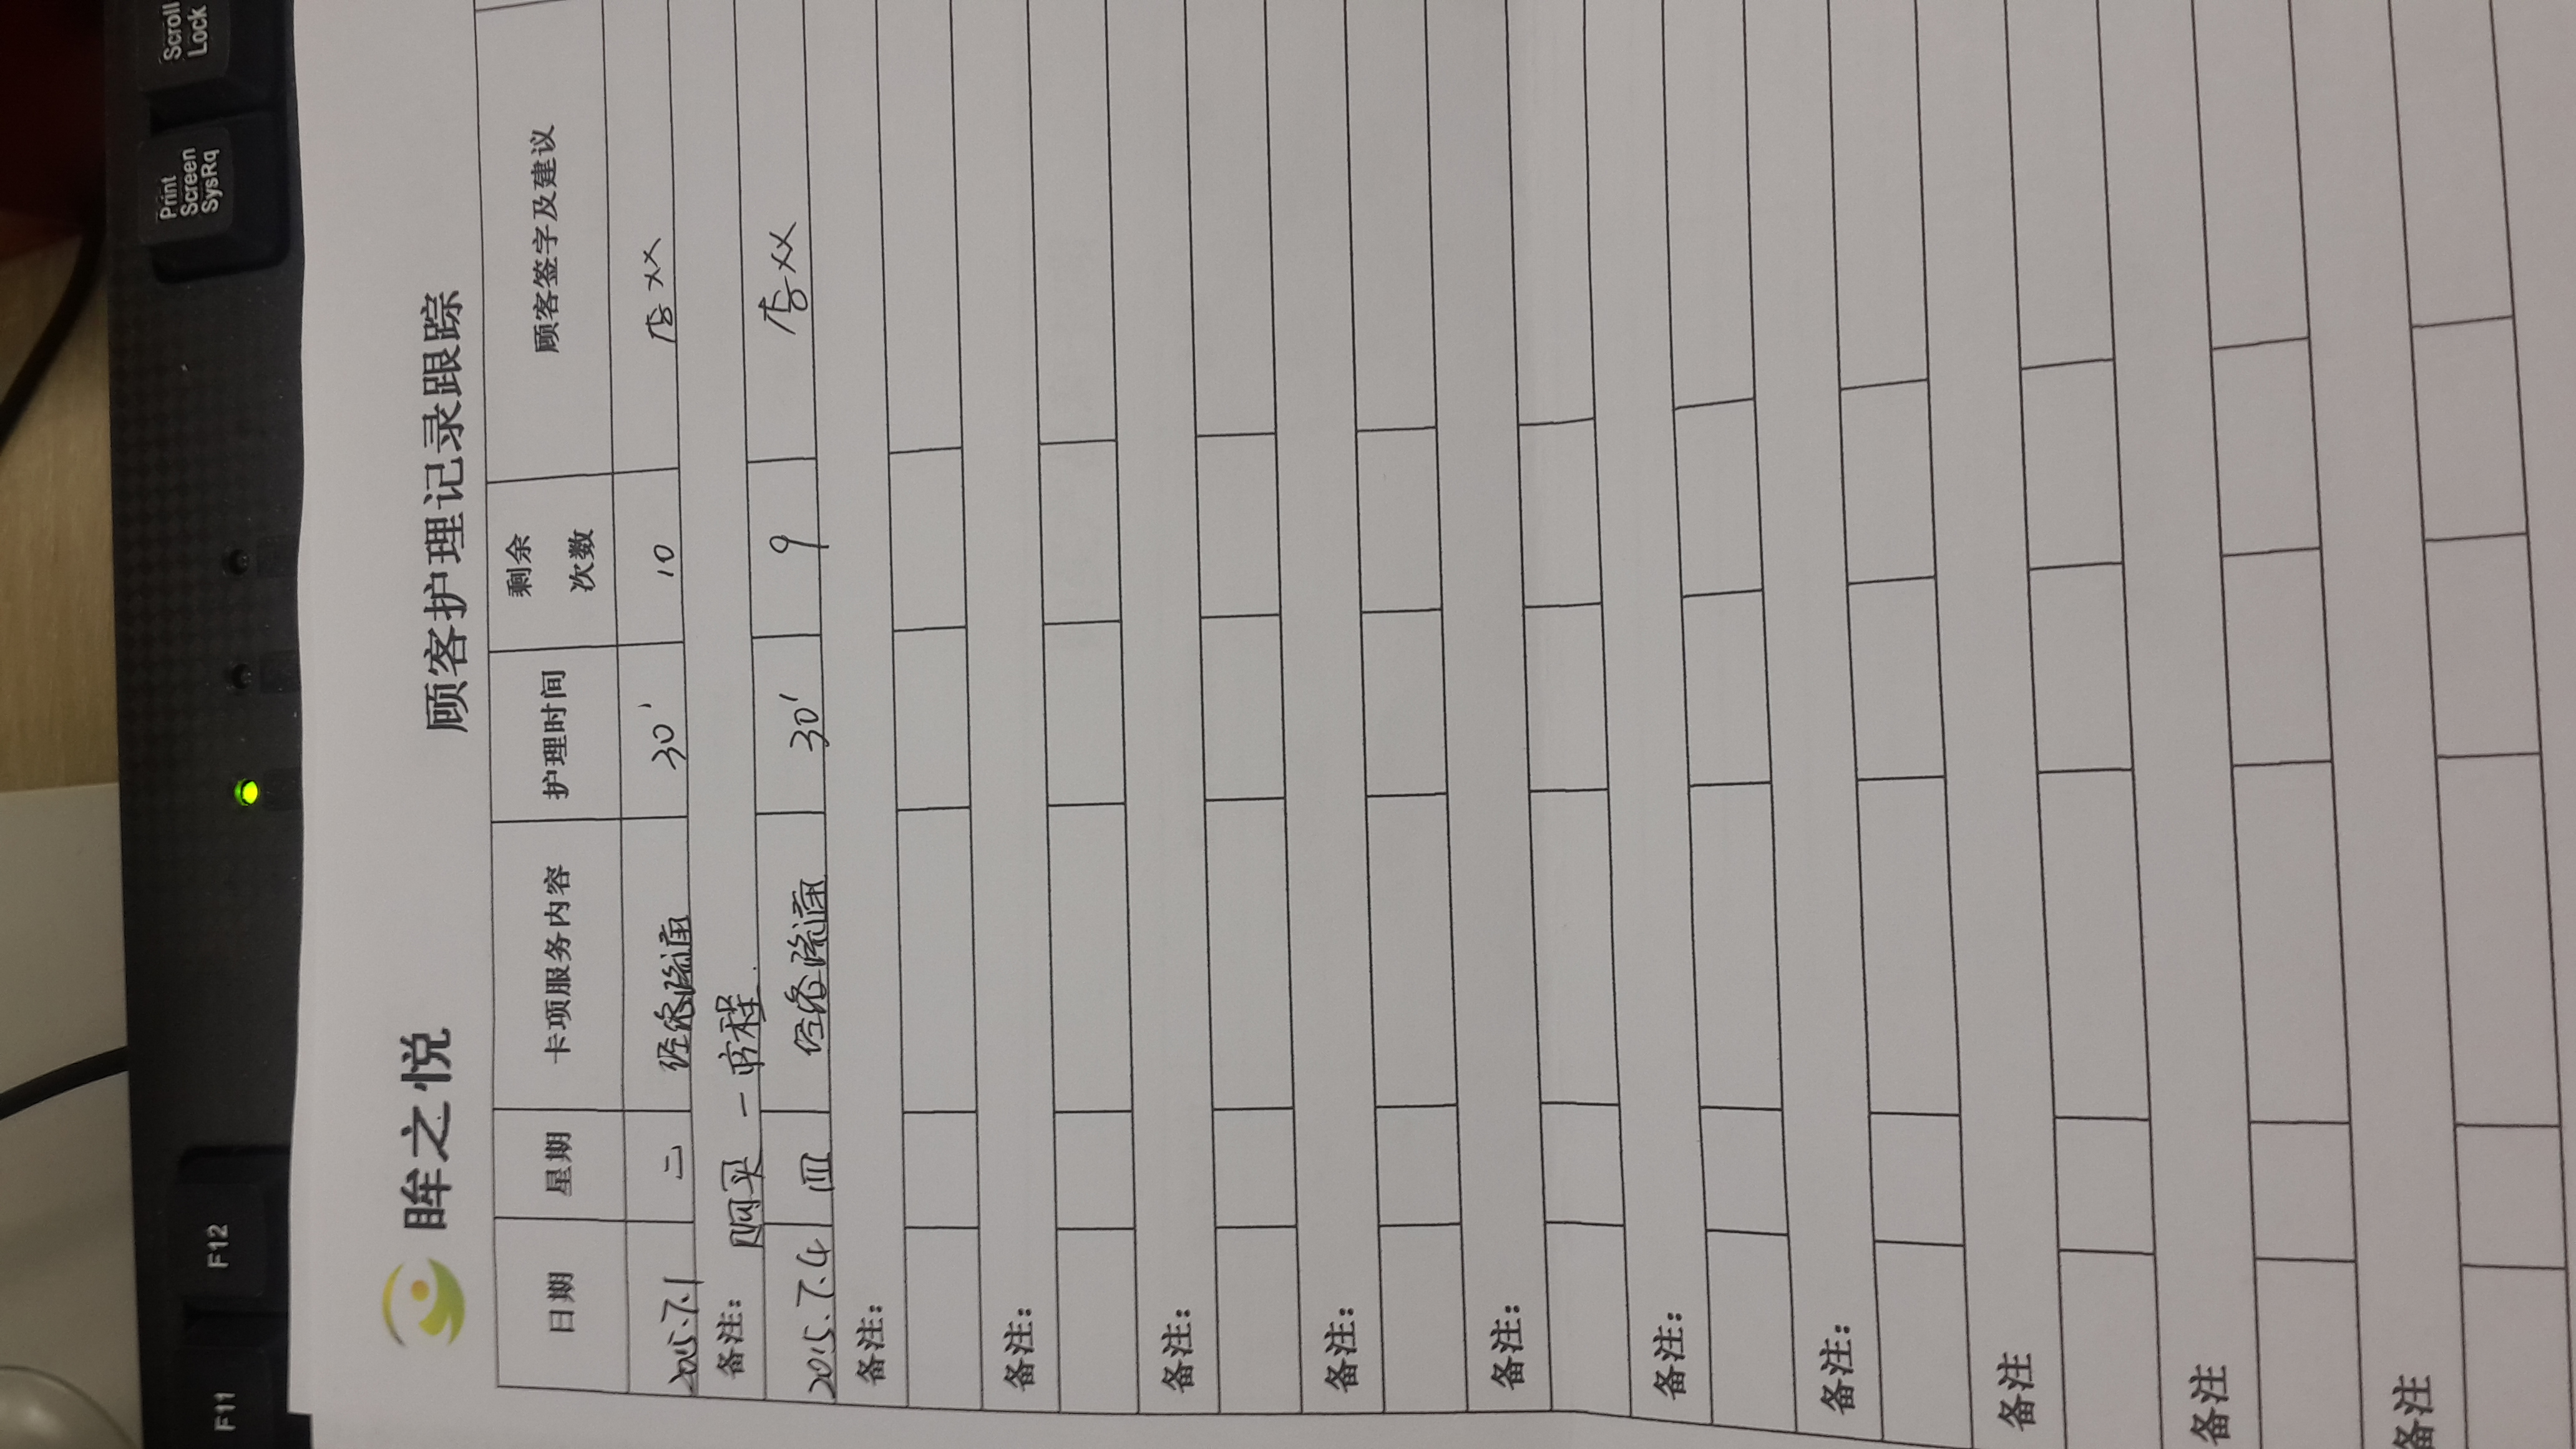 F11 F12 Print Screen SysRq Scroll Lock
眸之悦 顾客护理记录跟踪
日期 星期 卡项服务内容 护理时间 剩余次数 顾客签字及建议
2015.7.1 二 经络疏通 30' 10 李xx
备注: 购买一疗程.
2015.7.4 四 经络疏通 30' 9 李xx
备注:
备注:
备注:
备注:
备注:
备注:
备注:
备注
备注
备注